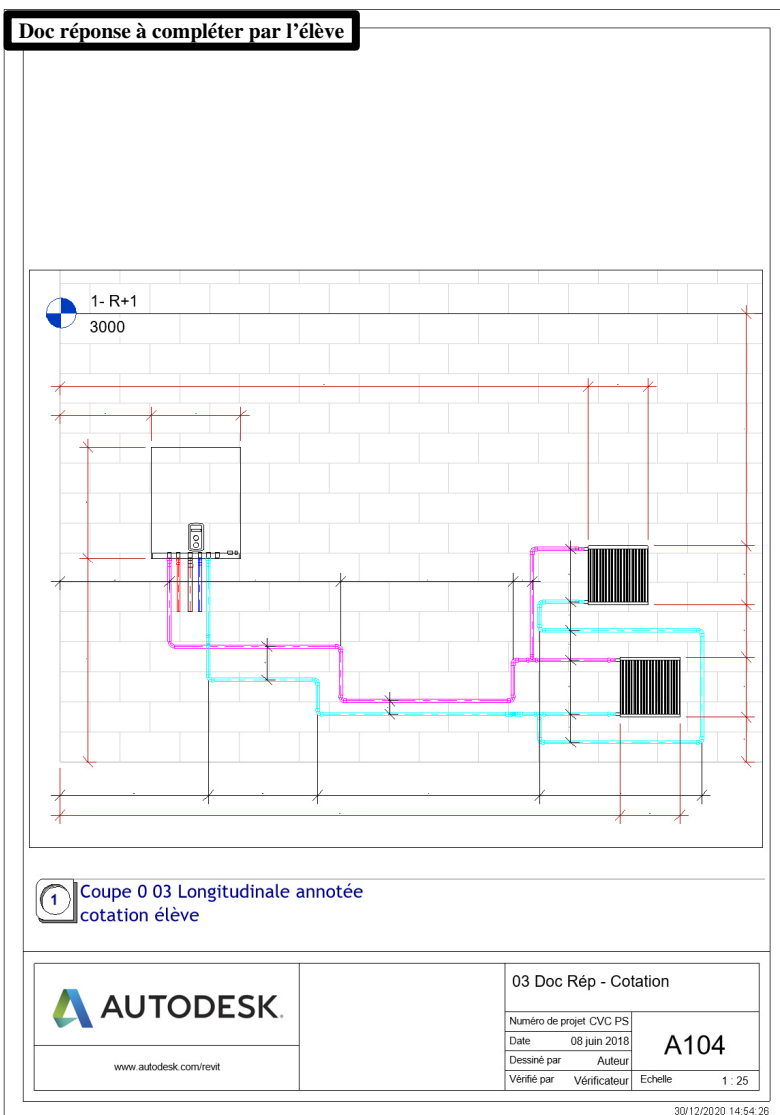 Doc réponse à compléter par l'élève
1- R+1
3000
1
Coupe 0 03 Longitudinale annotée
cotation élève
AUTODESK.
www.autodesk.com/revit
03 Doc Rép - Cotation
Numéro de projet CVC PS
Date 08 juin 2018
Dessiné par Auteur
Vérifié par Vérificateur
A104
Echelle 1 : 25
30/12/2020 14:54:26